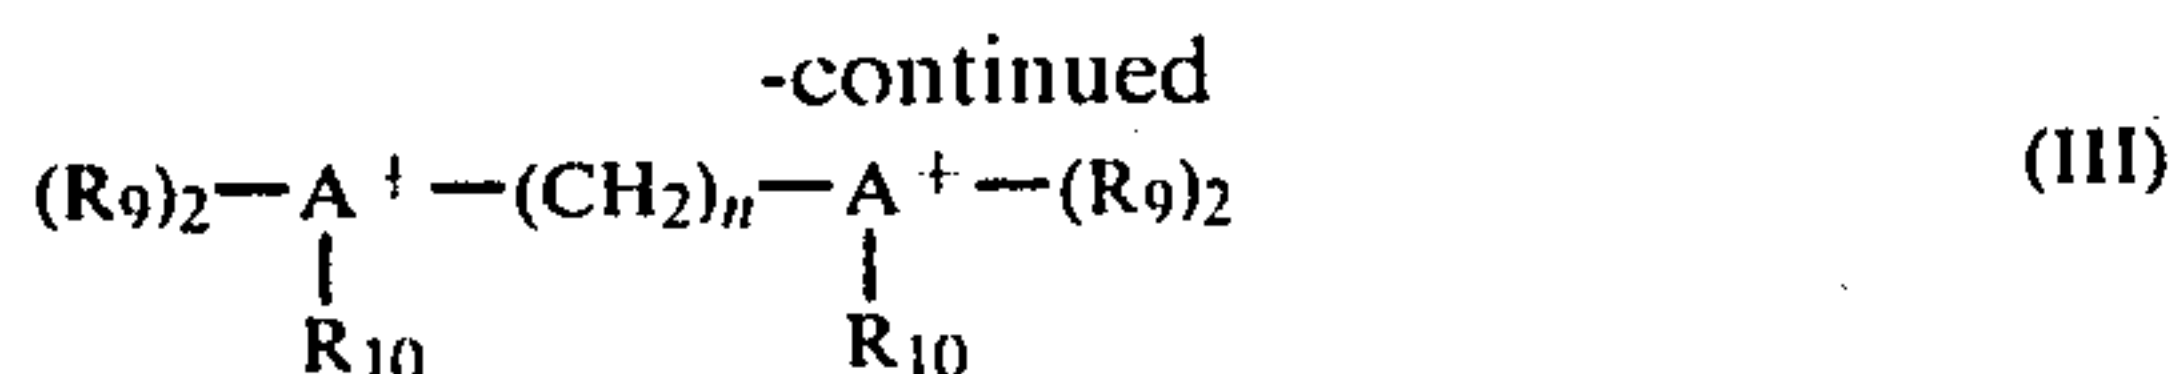 -continued
(R₉)₂—A⁺—(CH₂)ₙ—A⁺—(R₉)₂ (III)
R₁₀ R₁₀